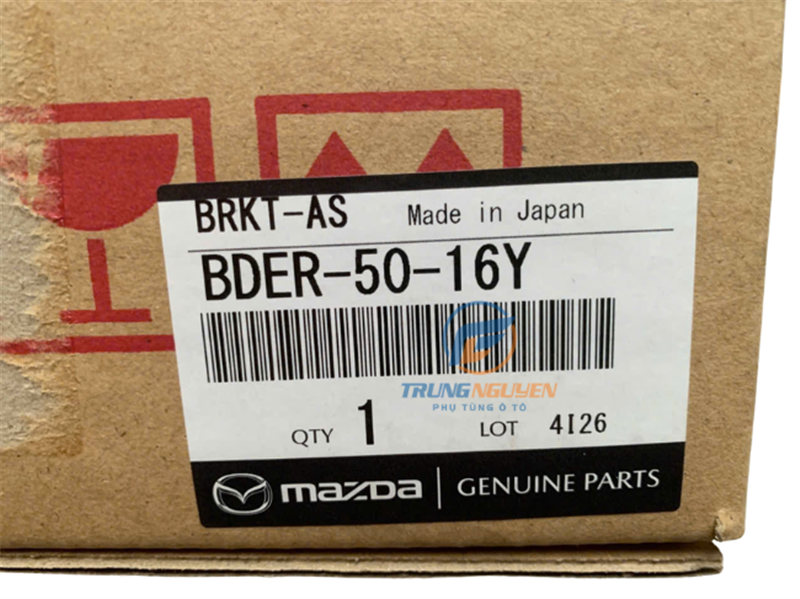 BRKT-AS Made in Japan
BDER-50-16Y
TRUNG NGUYEN
PHỤ TÙNG Ô TÔ
QTY 1 LOT 4I26
mazda GENUINE PARTS